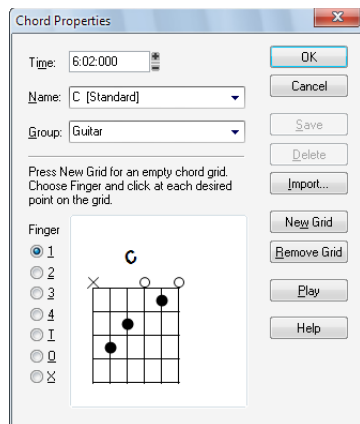 Chord Properties
Time: 6:02:000
Name: C [Standard]
Group: Guitar
Press New Grid for an empty chord grid.
Choose Finger and click at each desired
point on the grid.
Finger
1
2
3
4
T
O
X
C
X O O
OK
Cancel
Save
Delete
Import...
New Grid
Remove Grid
Play
Help